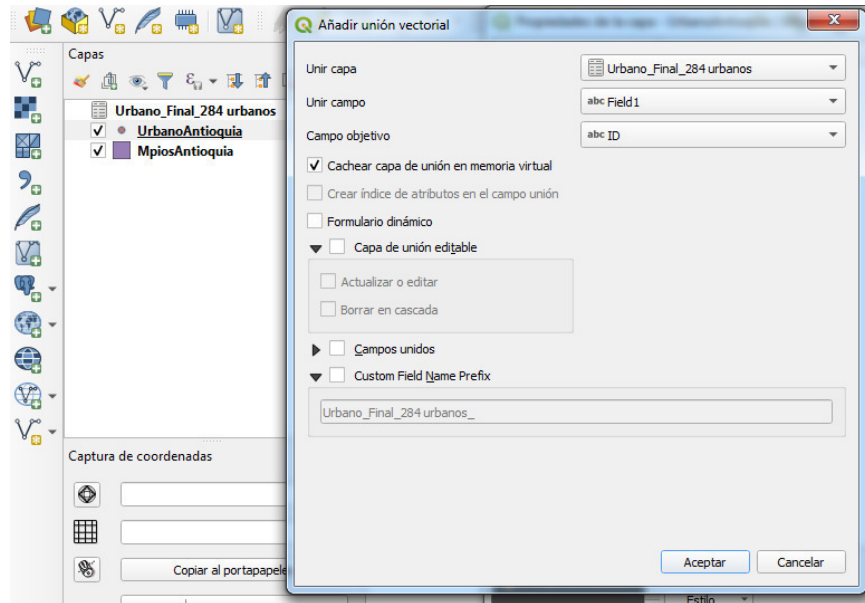 Capas
Urbano_Final_284 urbanos
UrbanoAntioquia
MpiosAntioquia
Captura de coordenadas
Copiar al portapapele
Añadir unión vectorial
Unir capa
Urbano_Final_284 urbanos
Unir campo
abc Field1
Campo objetivo
abc ID
Cachear capa de unión en memoria virtual
Crear índice de atributos en el campo unión
Formulario dinámico
Capa de unión editable
Actualizar o editar
Borrar en cascada
Campos unidos
Custom Field Name Prefix
Urbano_Final_284 urbanos_
Aceptar
Cancelar
Estilo